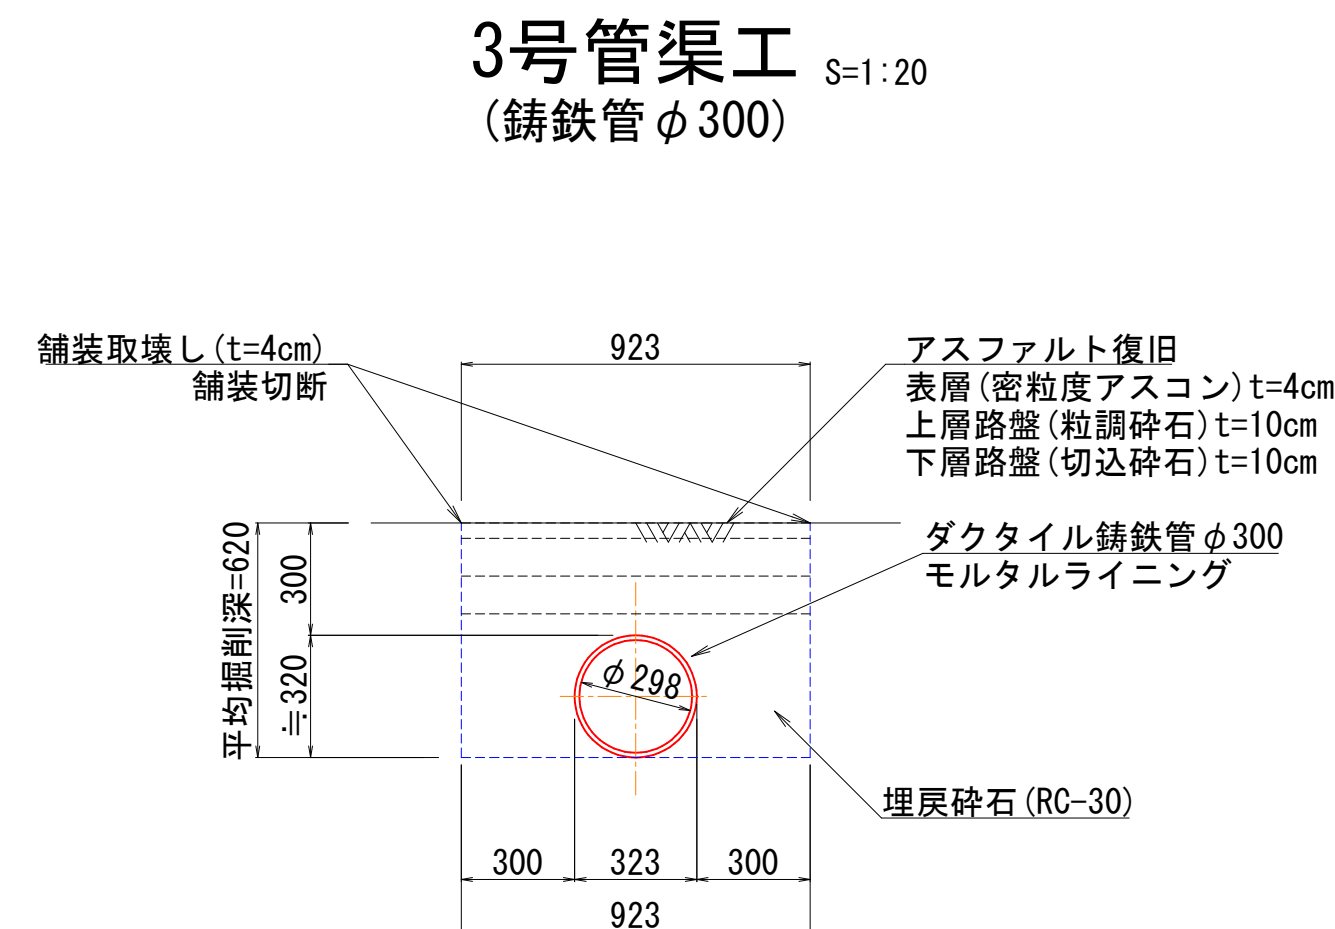 3号管渠工 S=1:20
(鋳鉄管φ300)
舗装取壊し(t=4cm)
舗装切断
923
アスファルト復旧
表層(密粒度アスコン)t=4cm
上層路盤(粒調砕石)t=10cm
下層路盤(切込砕石)t=10cm
ダクタイル鋳鉄管φ300
モルタルライニング
平均掘削深=620
300
≒320
φ298
埋戻砕石(RC-30)
300 323 300
923